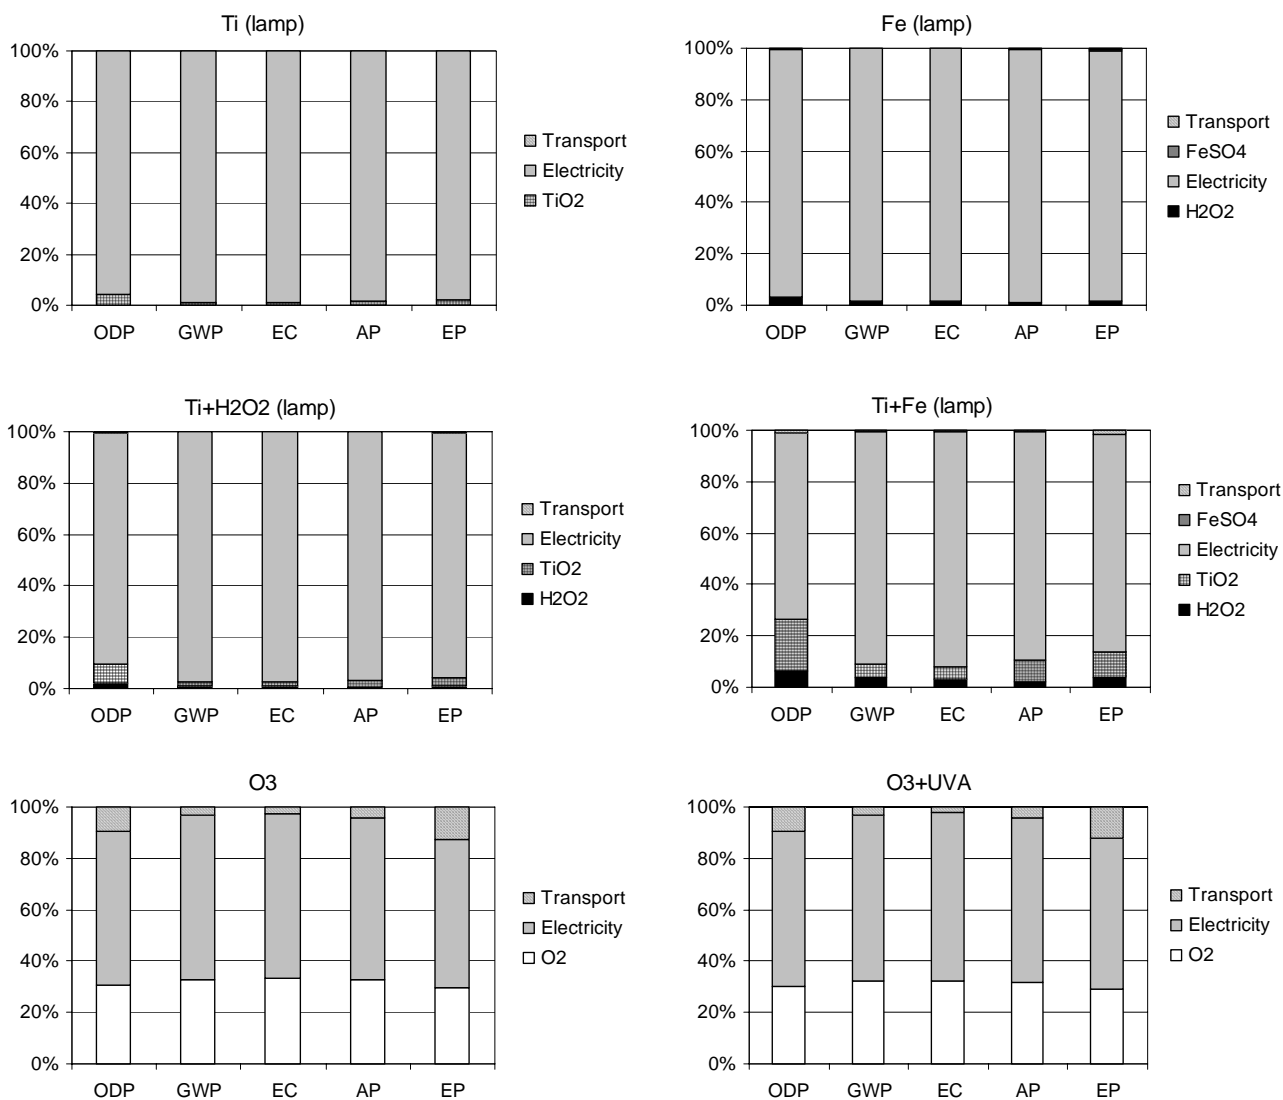 Ti (lamp)
100%
80%
60%
40%
20%
0%
ODP GWP EC AP EP
Transport
Electricity
TiO2
Fe (lamp)
100%
80%
60%
40%
20%
0%
ODP GWP EC AP EP
Transport
FeSO4
Electricity
H2O2
Ti+H2O2 (lamp)
100%
80%
60%
40%
20%
0%
ODP GWP EC AP EP
Transport
Electricity
TiO2
H2O2
Ti+Fe (lamp)
100%
80%
60%
40%
20%
0%
ODP GWP EC AP EP
Transport
FeSO4
Electricity
TiO2
H2O2
O3
100%
80%
60%
40%
20%
0%
ODP GWP EC AP EP
Transport
Electricity
O2
O3+UVA
100%
80%
60%
40%
20%
0%
ODP GWP EC AP EP
Transport
Electricity
O2